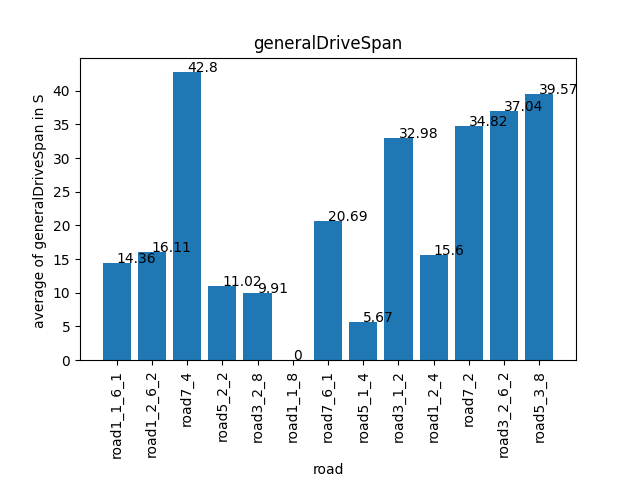 generalDriveSpan
average of generalDriveSpan in S
40
35
30
25
20
15
10
5
0
14.36
16.11
42.8
11.02
9.91
0
20.69
5.67
32.98
15.6
34.82
37.04
39.57
road1_1_6_1
road1_2_6_2
road7_4
road5_2_2
road3_2_8
road1_1_8
road7_6_1
road5_1_4
road3_1_2
road1_2_4
road7_2
road3_2_6_2
road5_3_8
road